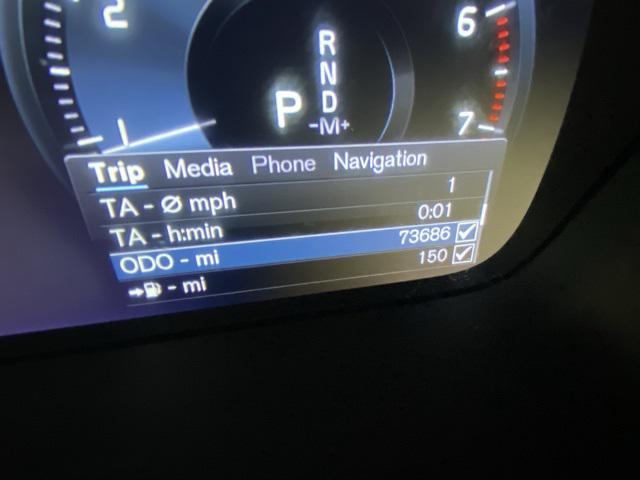 2
6
R
N
P
D
-M+
1
7
Trip Media Phone Navigation
TA - Ø mph 1
TA - h:min 0:01
ODO - mi 73686
- mi 150